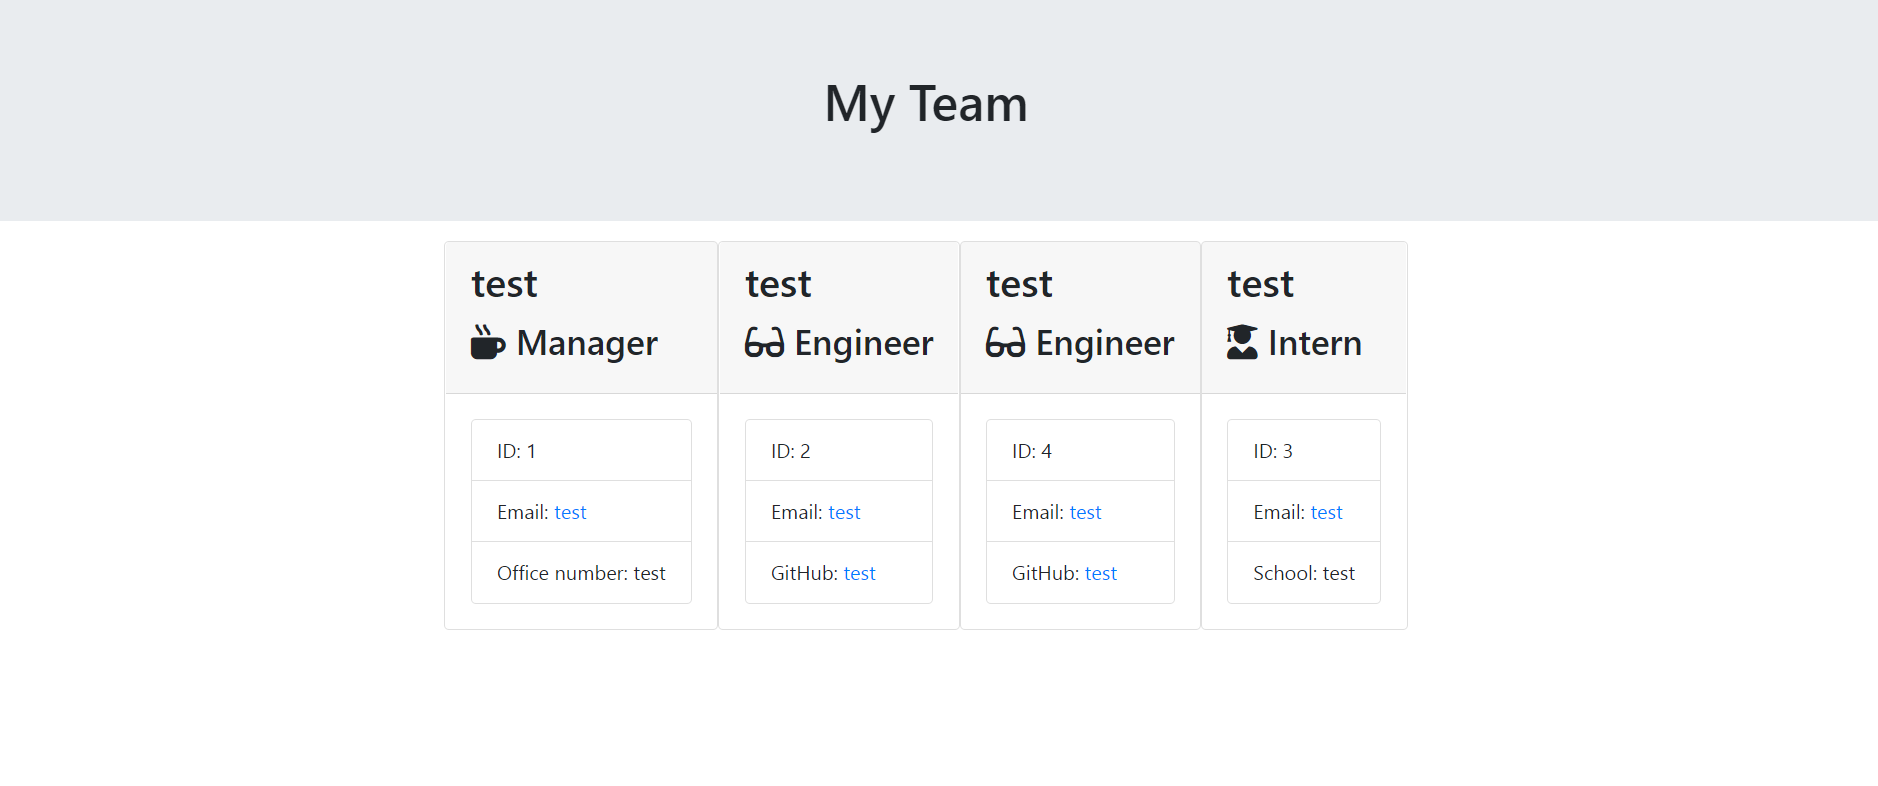 My Team
test
Manager
ID: 1
Email: test
Office number: test
test
Engineer
ID: 2
Email: test
GitHub: test
test
Engineer
ID: 4
Email: test
GitHub: test
test
Intern
ID: 3
Email: test
School: test